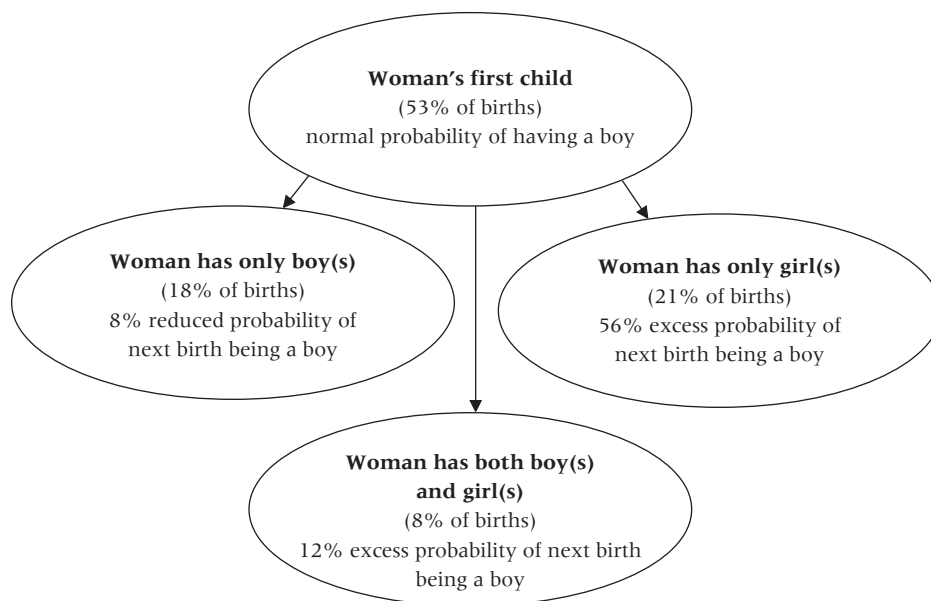 Woman's first child
(53% of births)
normal probability of having a boy
Woman has only boy(s)
(18% of births)
8% reduced probability of
next birth being a boy
Woman has only girl(s)
(21% of births)
56% excess probability of
next birth being a boy
Woman has both boy(s)
and girl(s)
(8% of births)
12% excess probability of next birth
being a boy